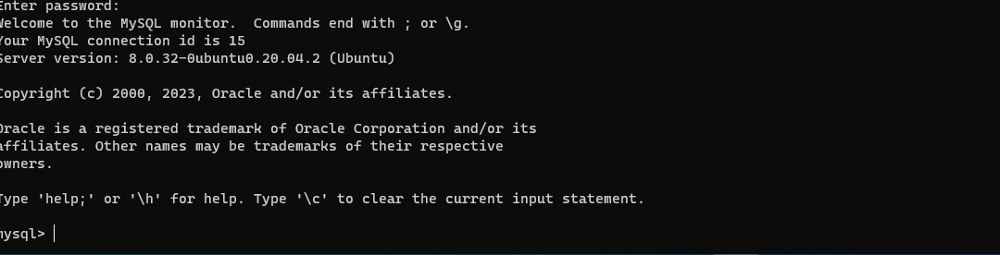 Enter password:
Welcome to the MySQL monitor.  Commands end with ; or \g.
Your MySQL connection id is 15
Server version: 8.0.32-0ubuntu0.20.04.2 (Ubuntu)
Copyright (c) 2000, 2023, Oracle and/or its affiliates.
Oracle is a registered trademark of Oracle Corporation and/or its
affiliates. Other names may be trademarks of their respective
owners.
Type 'help;' or '\h' for help. Type '\c' to clear the current input statement.
mysql>